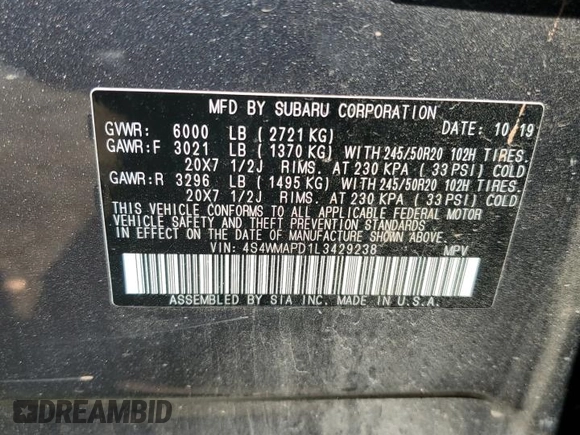 MFD BY SUBARU CORPORATION
GVWR: 6000 LB (2721 KG) DATE: 10/19
GAWR:F 3021 LB (1370 KG) WITH 245/50R20 102H TIRES.
20X7 1/2J RIMS. AT 230 KPA (33 PSI) COLD
GAWR:R 3296 LB (1495 KG) WITH 245/50R20 102H TIRES.
20X7 1/2J RIMS. AT 230 KPA (33 PSI) COLD
THIS VEHICLE CONFORMS TO ALL APPLICABLE FEDERAL MOTOR
VEHICLE SAFETY AND THEFT PREVENTION STANDARDS
IN EFFECT ON THE DATE OF MANUFACTURE SHOWN ABOVE.
VIN: 4S4WMAPD1L3429238 MPV
ASSEMBLED BY SIA INC. MADE IN U.S.A.
DREAMBID